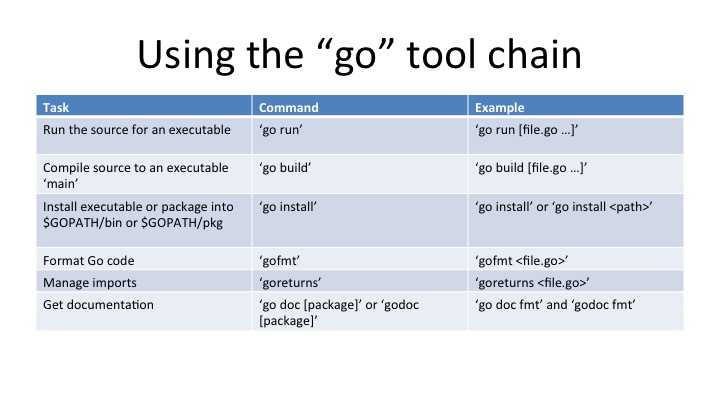 Using the “go” tool chain
Task Command Example
Run the source for an executable ‘go run’ ‘go run [file.go …]’
Compile source to an executable ‘go build’ ‘go build [file.go …]’
‘main’
Install executable or package into ‘go install’ ‘go install’ or ‘go install <path>’
$GOPATH/bin or $GOPATH/pkg
Format Go code ‘gofmt’ ‘gofmt <file.go>’
Manage imports ‘goreturns’ ‘goreturns <file.go>’
Get documentation ‘go doc [package]’ or ‘godoc ‘go doc fmt’ and ‘godoc fmt’
[package]’